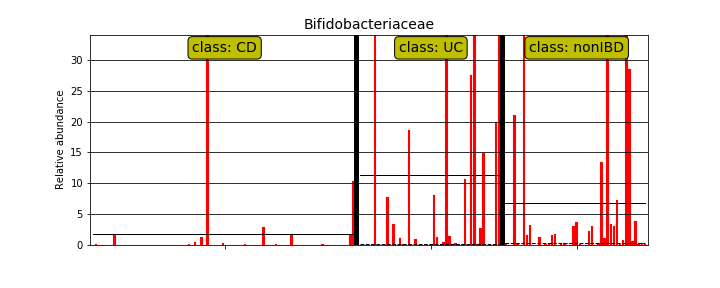 Bifidobacteriaceae
class: CD
class: UC
class: nonIBD
Relative abundance
30
25
20
15
10
5
0